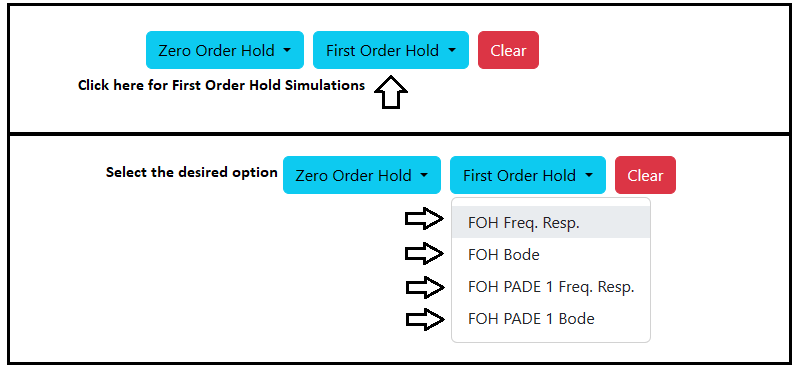 Zero Order Hold First Order Hold Clear
Click here for First Order Hold Simulations
Select the desired option Zero Order Hold First Order Hold Clear
FOH Freq. Resp.
FOH Bode
FOH PADE 1 Freq. Resp.
FOH PADE 1 Bode